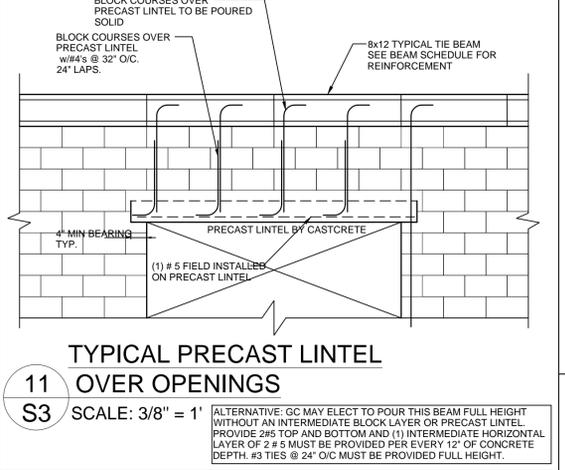 BLOCK COURSES OVER
PRECAST LINTEL TO BE POURED
SOLID
BLOCK COURSES OVER
PRECAST LINTEL
w/#4's @ 32" O/C.
24" LAPS.
8x12 TYPICAL TIE BEAM
SEE BEAM SCHEDULE FOR
REINFORCEMENT
4" MIN BEARING
TYP.
PRECAST LINTEL BY CASTCRETE
(1) # 5 FIELD INSTALLED
ON PRECAST LINTEL
TYPICAL PRECAST LINTEL
OVER OPENINGS
11
S3
SCALE: 3/8" = 1'
ALTERNATIVE: GC MAY ELECT TO POUR THIS BEAM FULL HEIGHT
WITHOUT AN INTERMEDIATE BLOCK LAYER OR PRECAST LINTEL.
PROVIDE 2#5 TOP AND BOTTOM AND (1) INTERMEDIATE HORIZONTAL
LAYER OF 2 # 5 MUST BE PROVIDED PER EVERY 12" OF CONCRETE
DEPTH. #3 TIES @ 24" O/C MUST BE PROVIDED FULL HEIGHT.